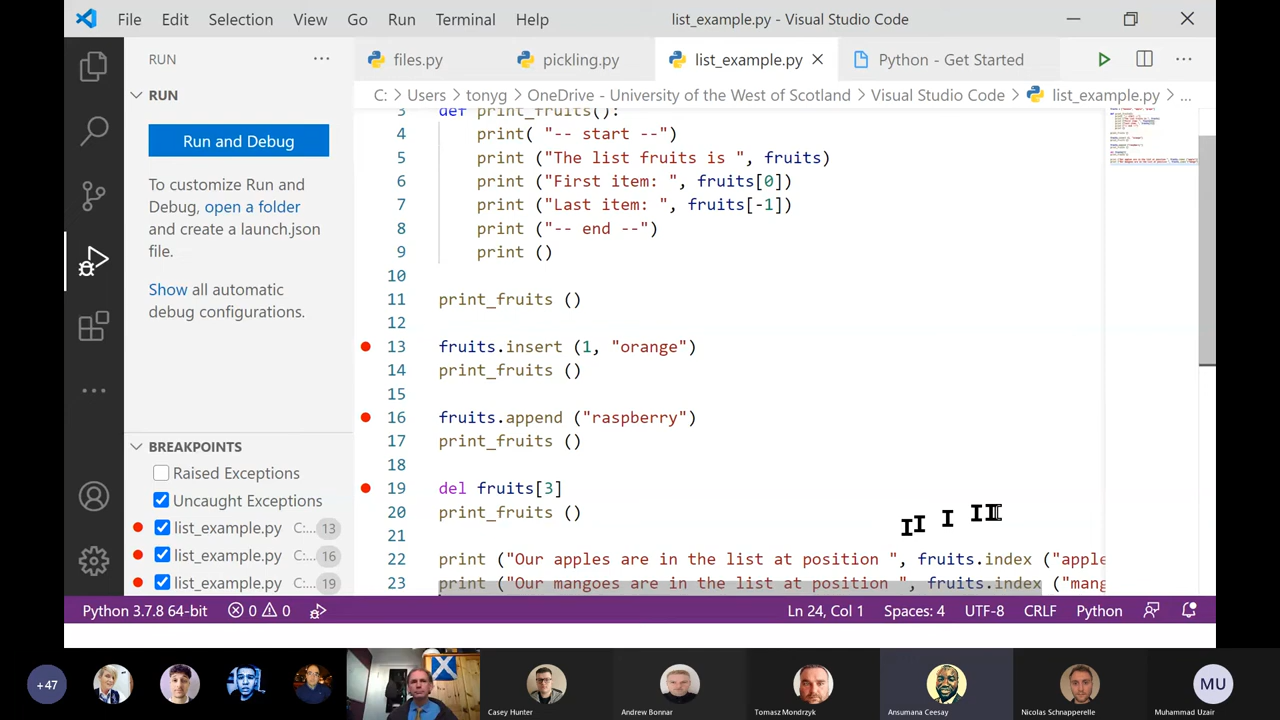 File Edit Selection View Go Run Terminal Help list_example.py - Visual Studio Code
RUN ···
files.py pickling.py list_example.py Python - Get Started ···
C: > Users > tonyg > OneDrive - University of the West of Scotland > Visual Studio Code > list_example.py > ...
RUN
Run and Debug
To customize Run and
Debug, open a folder
and create a launch.json
file.
Show all automatic
debug configurations.
BREAKPOINTS
Raised Exceptions
Uncaught Exceptions
list_example.py C:... 13
list_example.py C:... 16
list_example.py C:... 19
3 def print_fruits():
4 print( "-- start --")
5 print ("The list fruits is ", fruits)
6 print ("First item: ", fruits[0])
7 print ("Last item: ", fruits[-1])
8 print ("-- end --")
9 print ()
10
11 print_fruits ()
12
13 fruits.insert (1, "orange")
14 print_fruits ()
15
16 fruits.append ("raspberry")
17 print_fruits ()
18
19 del fruits[3]
20 print_fruits ()
21
22 print ("Our apples are in the list at position ", fruits.index ("apple
23 print ("Our mangoes are in the list at position ", fruits.index ("mang
Python 3.7.8 64-bit 0 0 Ln 24, Col 1 Spaces: 4 UTF-8 CRLF Python
+47 MU
Casey Hunter Andrew Bonnar Tomasz Mondrzyk Ansumana Ceesay Nicolas Schnapperelle Muhammad Uzair